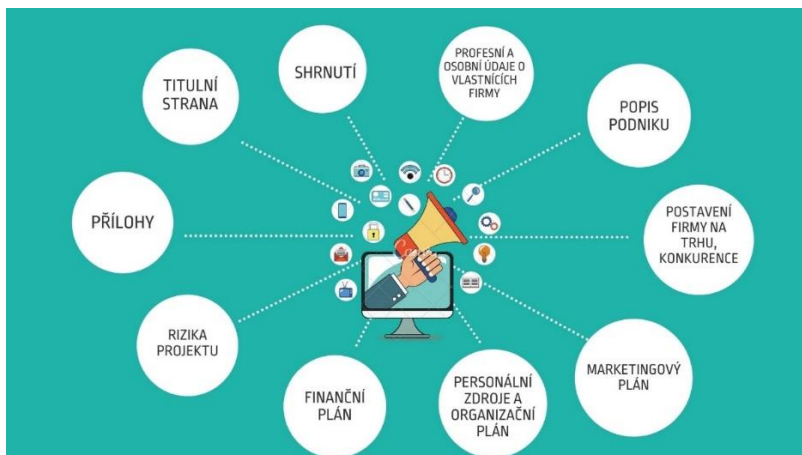 TITULNÍ
STRANA
SHRNUTÍ
PROFESNÍ A
OSOBNÍ ÚDAJE O
VLASTNÍCÍCH
FIRMY
POPIS
PODNIKU
POSTAVENÍ
FIRMY NA
TRHU,
KONKURENCE
MARKETINGOVÝ
PLÁN
PERSONÁLNÍ
ZDROJE A
ORGANIZAČNÍ
PLÁN
FINANČNÍ
PLÁN
RIZIKA
PROJEKTU
PŘÍLOHY